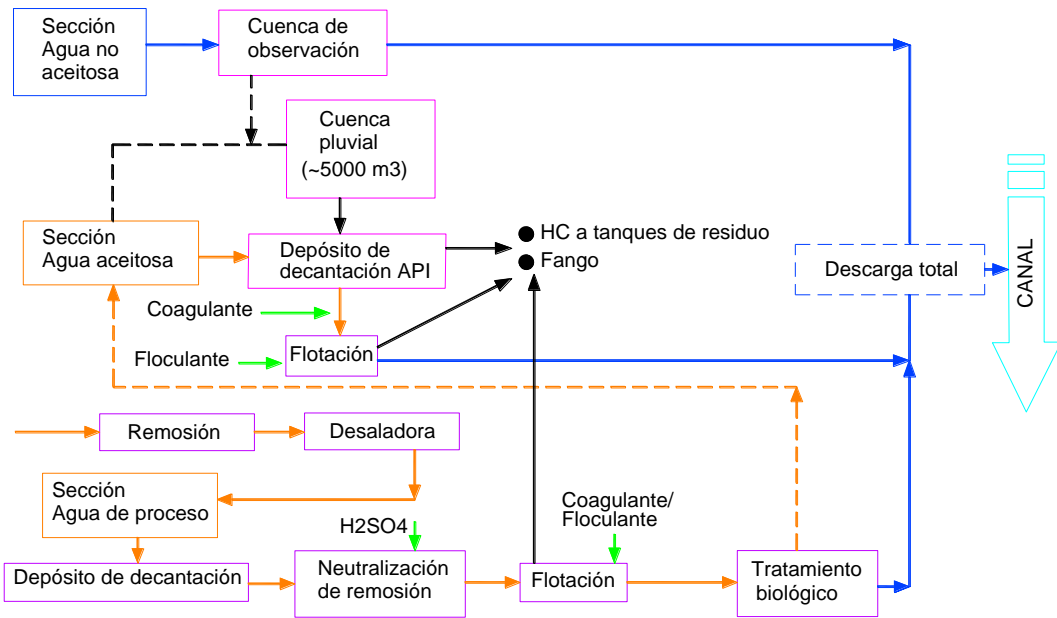 Sección
Agua no
aceitosa
Cuenca de
observación
Cuenca
pluvial
(~5000 m3)
Sección
Agua aceitosa
Depósito de
decantación API
HC a tanques de residuo
Fango
Descarga total
CANAL
Coagulante
Floculante
Flotación
Remosión
Desaladora
Sección
Agua de proceso
H2SO4
Coagulante/
Floculante
Depósito de decantación
Neutralización
de remosión
Flotación
Tratamiento
biológico